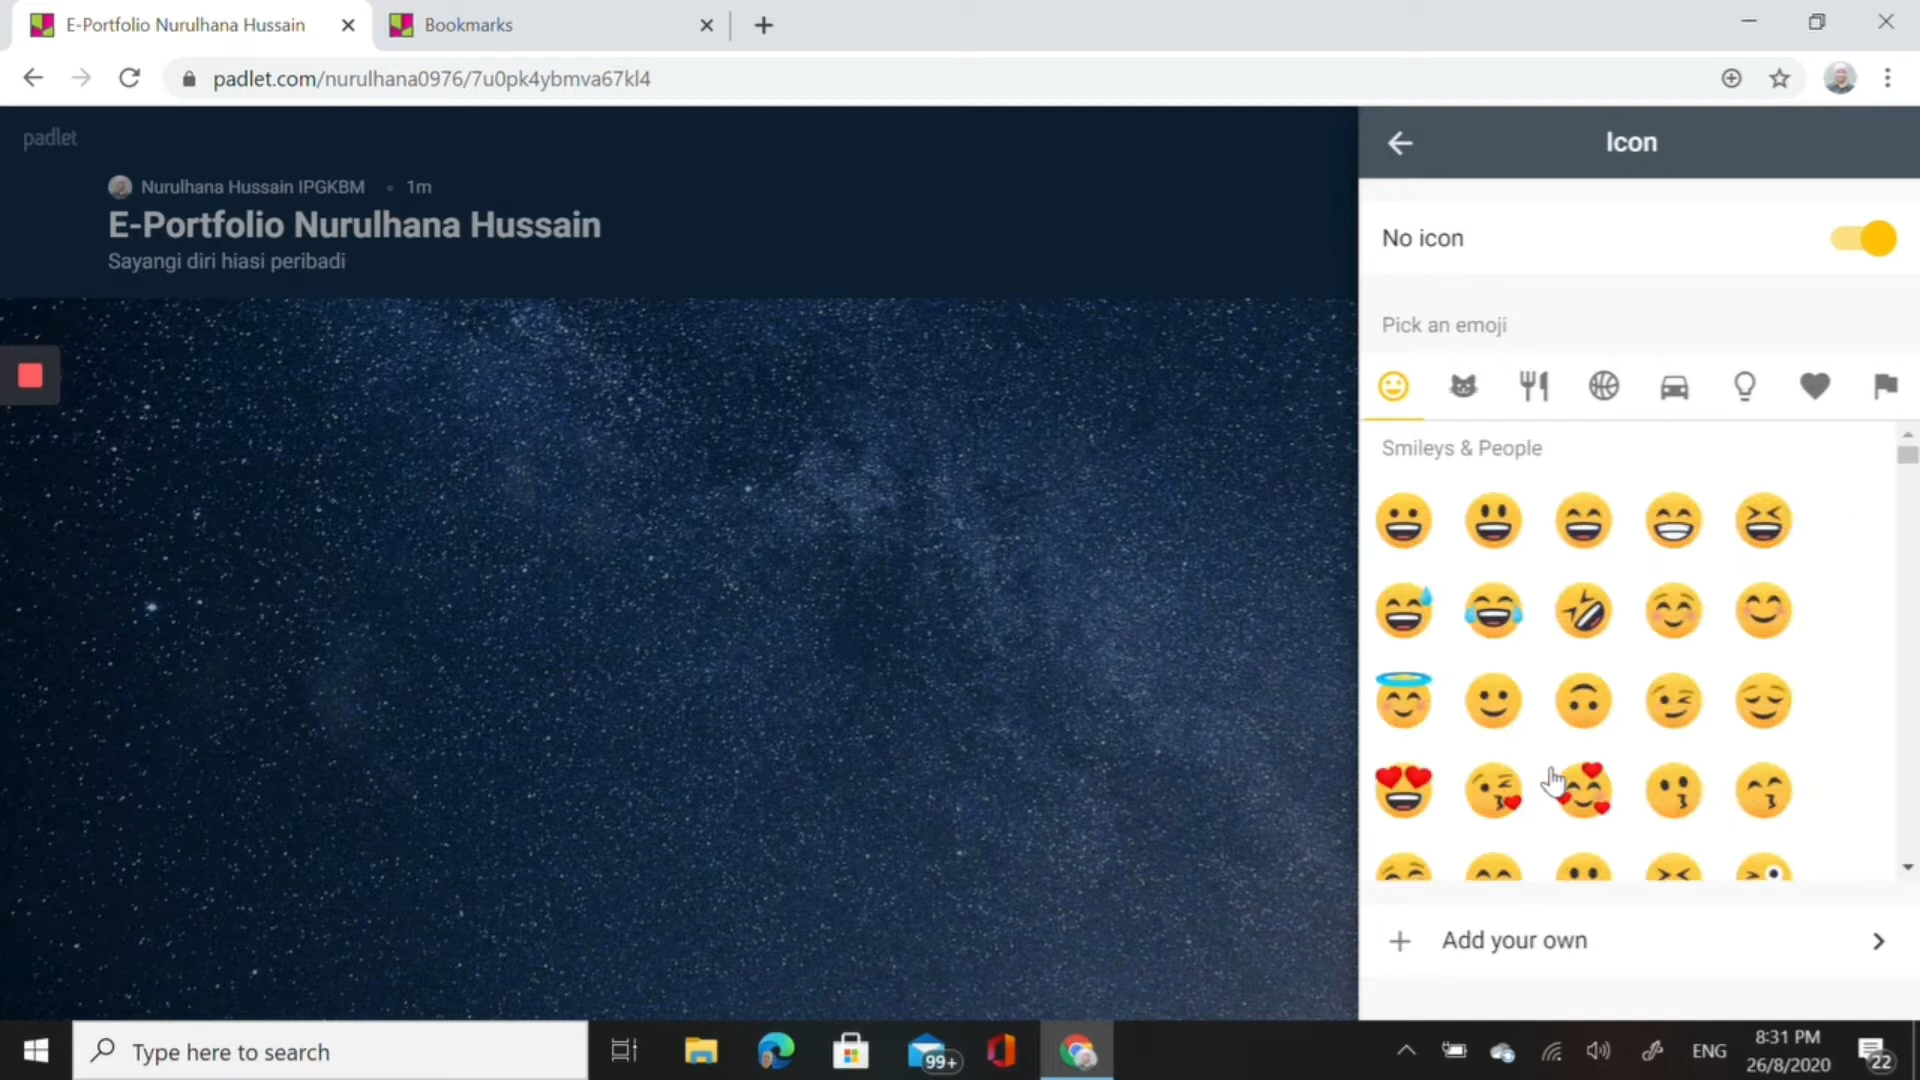 E-Portfolio Nurulhana Hussain
Bookmarks
padlet.com/nurulhana0976/7u0pk4ybmva67kl4
padlet
Nurulhana Hussain IPGKBM • 1m
E-Portfolio Nurulhana Hussain
Sayangi diri hiasi peribadi
Icon
No icon
Pick an emoji
Smileys & People
Add your own
Type here to search
99+
ENG
8:31 PM
26/8/2020
22